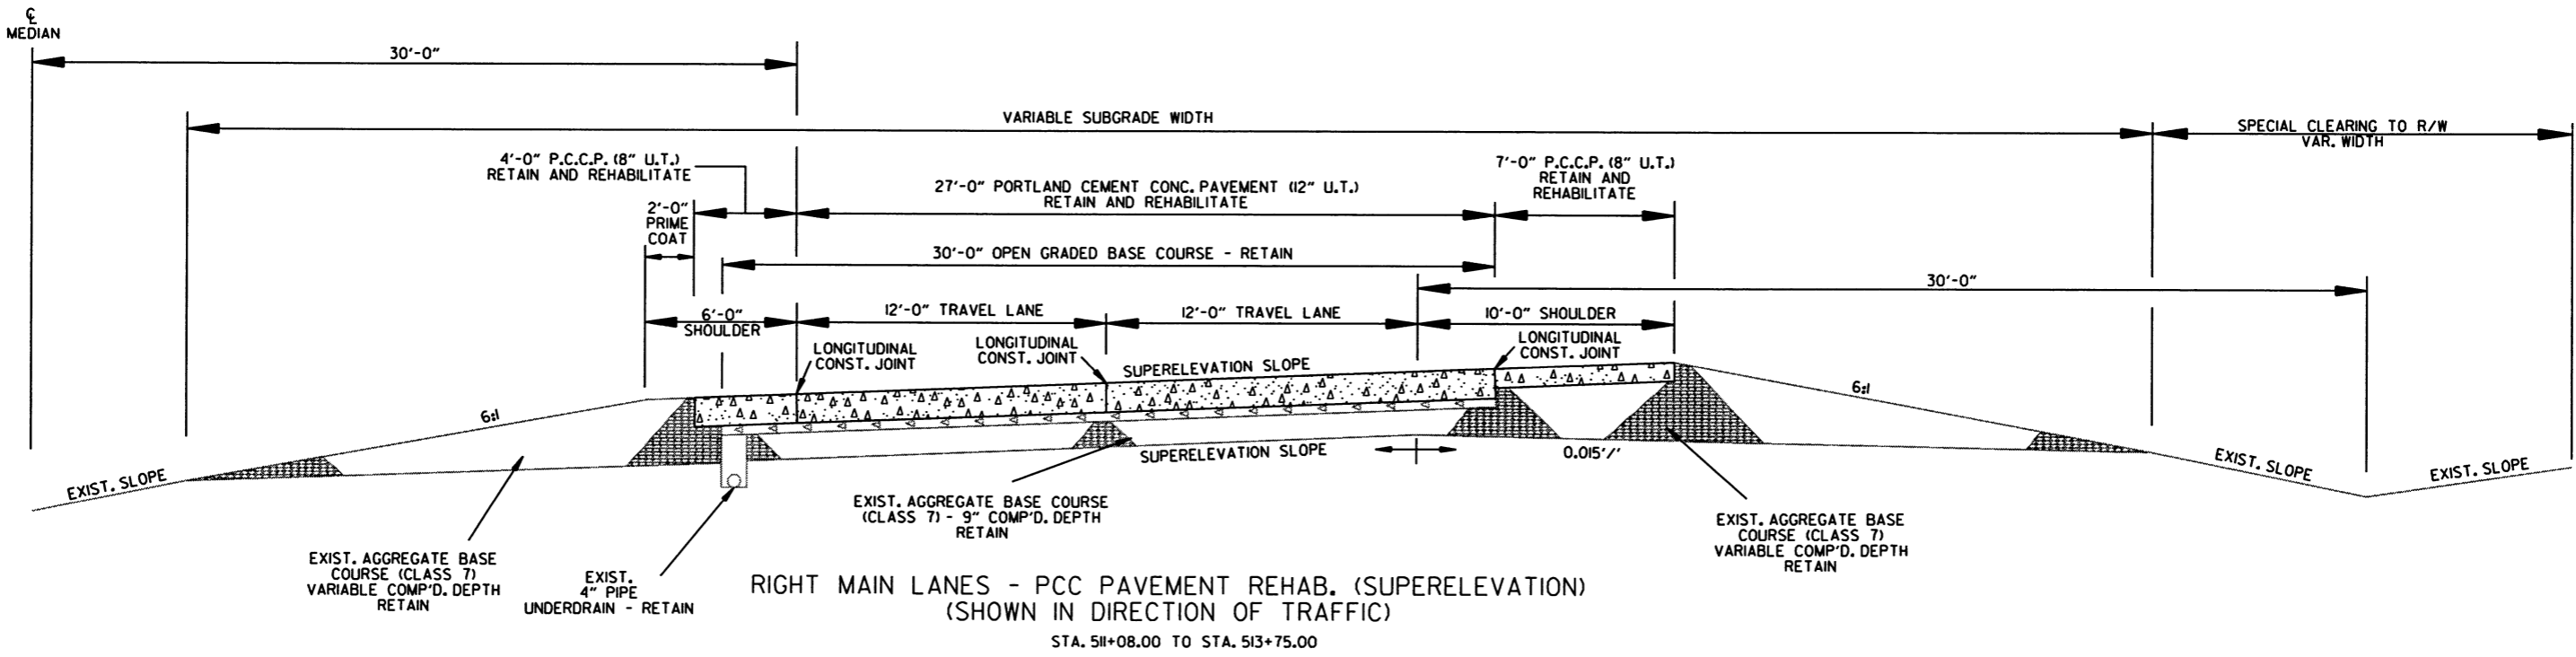 ℄
MEDIAN
30'-0"
VARIABLE SUBGRADE WIDTH
SPECIAL CLEARING TO R/W
VAR. WIDTH
4'-0" P.C.C.P. (8" U.T.)
RETAIN AND REHABILITATE
27'-0" PORTLAND CEMENT CONC. PAVEMENT (12" U.T.)
RETAIN AND REHABILITATE
7'-0" P.C.C.P. (8" U.T.)
RETAIN AND
REHABILITATE
2'-0"
PRIME
COAT
30'-0" OPEN GRADED BASE COURSE - RETAIN
30'-0"
6'-0"
SHOULDER
12'-0" TRAVEL LANE
12'-0" TRAVEL LANE
10'-0" SHOULDER
LONGITUDINAL
CONST. JOINT
LONGITUDINAL
CONST. JOINT
LONGITUDINAL
CONST. JOINT
SUPERELEVATION SLOPE
6:1
6:1
SUPERELEVATION SLOPE
0.015'/'
EXIST. SLOPE
EXIST. SLOPE
EXIST. SLOPE
EXIST. AGGREGATE BASE COURSE
(CLASS 7) - 9" COMP'D. DEPTH
RETAIN
EXIST. AGGREGATE BASE
COURSE (CLASS 7)
VARIABLE COMP'D. DEPTH
RETAIN
EXIST. AGGREGATE BASE
COURSE (CLASS 7)
VARIABLE COMP'D. DEPTH
RETAIN
EXIST.
4" PIPE
UNDERDRAIN - RETAIN
RIGHT MAIN LANES - PCC PAVEMENT REHAB. (SUPERELEVATION)
(SHOWN IN DIRECTION OF TRAFFIC)
STA. 511+08.00 TO STA. 513+75.00